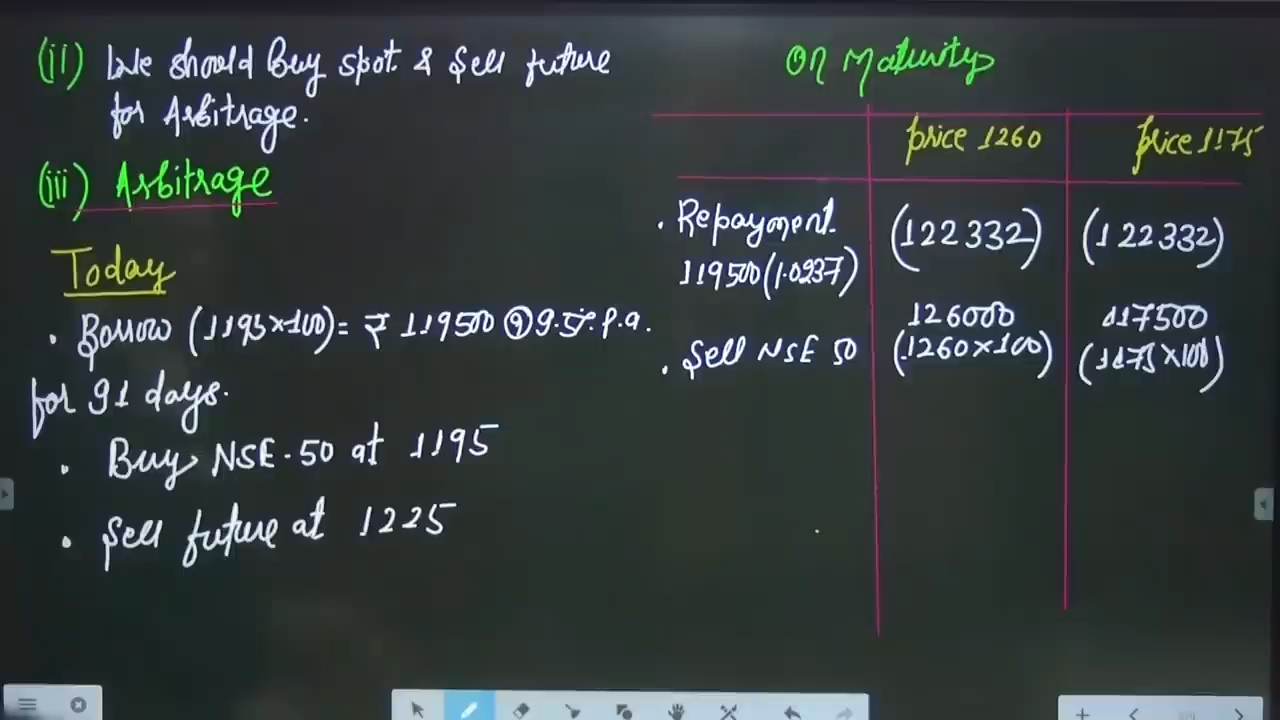 (ii) We should Buy spot & Sell future
for Arbitrage.
(iii) Arbitrage
Today
. Borrow (1195×100) = ₹ 119500 @ 9.5%. p.a.
for 91 days.
. Buy NSE-50 at 1195
. Sell future at 1225
On Maturity
price 1260 price 1175
. Repayment (122332) (122332)
119500(1.0237)
126000 117500
. Sell NSE 50 (1260×100) (1175×100)